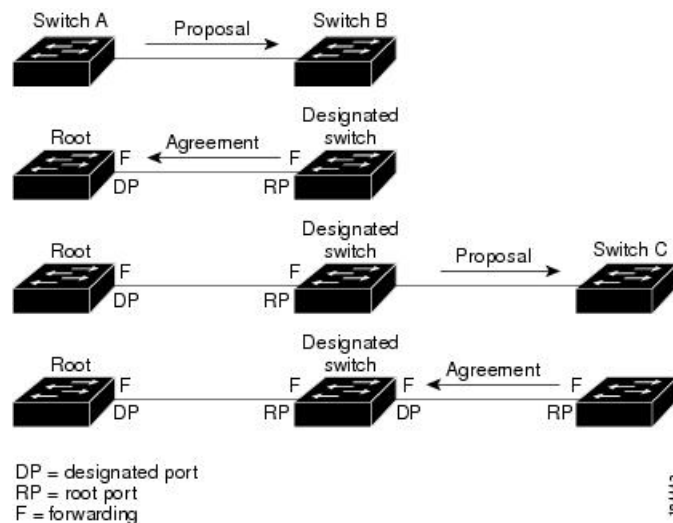 Switch A
Proposal
Switch B
Root
F
Agreement
F
Designated
switch
DP
RP
Root
F
F
Designated
switch
Proposal
Switch C
DP
RP
Root
F
F
Designated
switch
F
Agreement
F
DP
RP
DP
RP
DP = designated port
RP = root port
F = forwarding